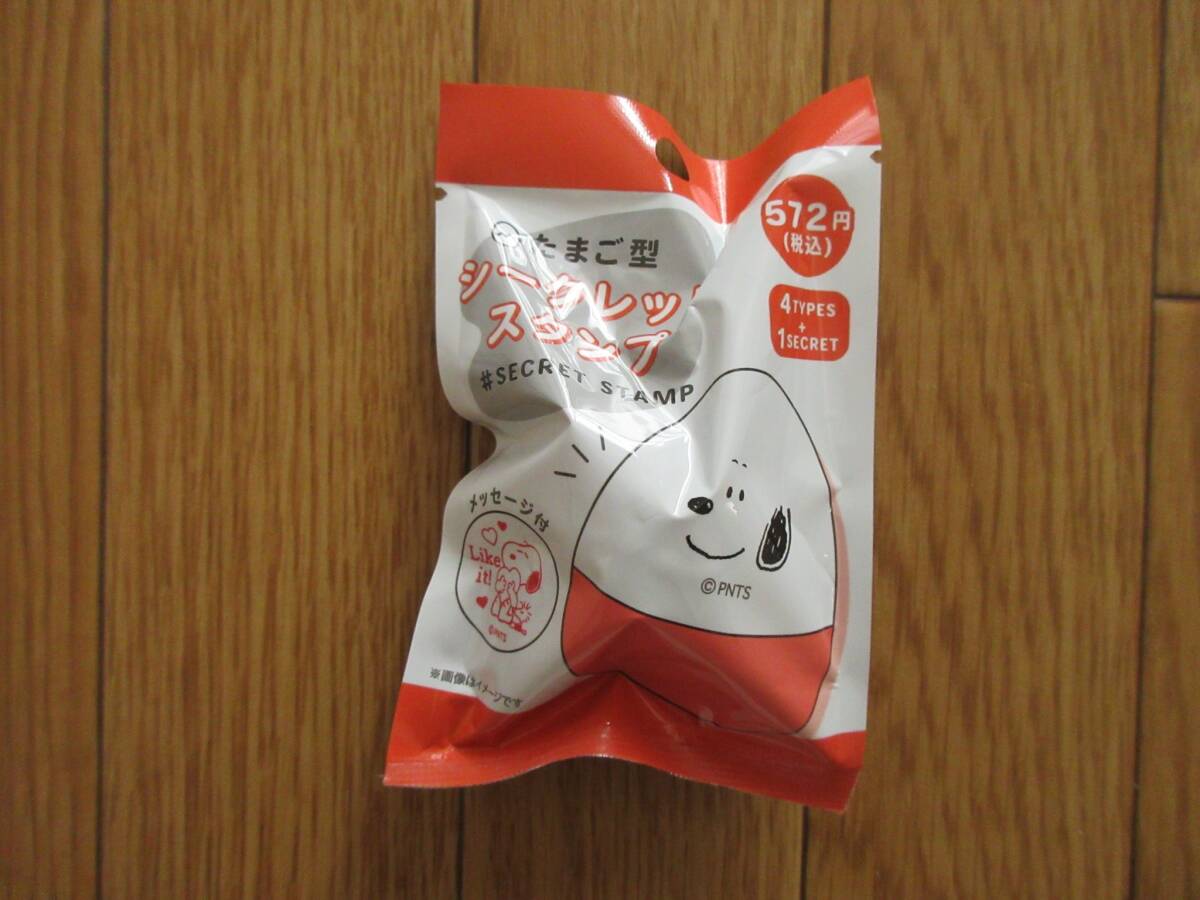 たまご型
シークレット
スタンプ
#SECRET STAMP
572円
(税込)
4TYPES
+
1SECRET
メッセージ付
Like
it!
©PNTS
©PNTS
※画像はイメージです